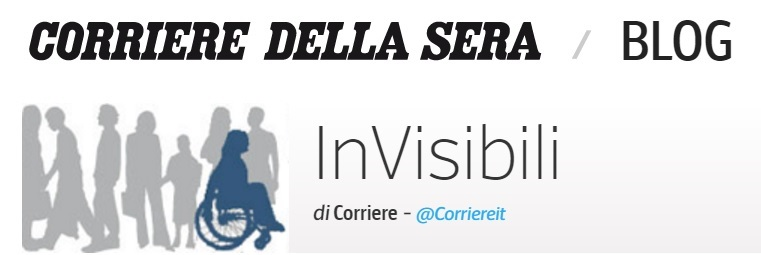 CORRIERE DELLA SERA / BLOG
InVisibili
di Corriere - @Corriereit